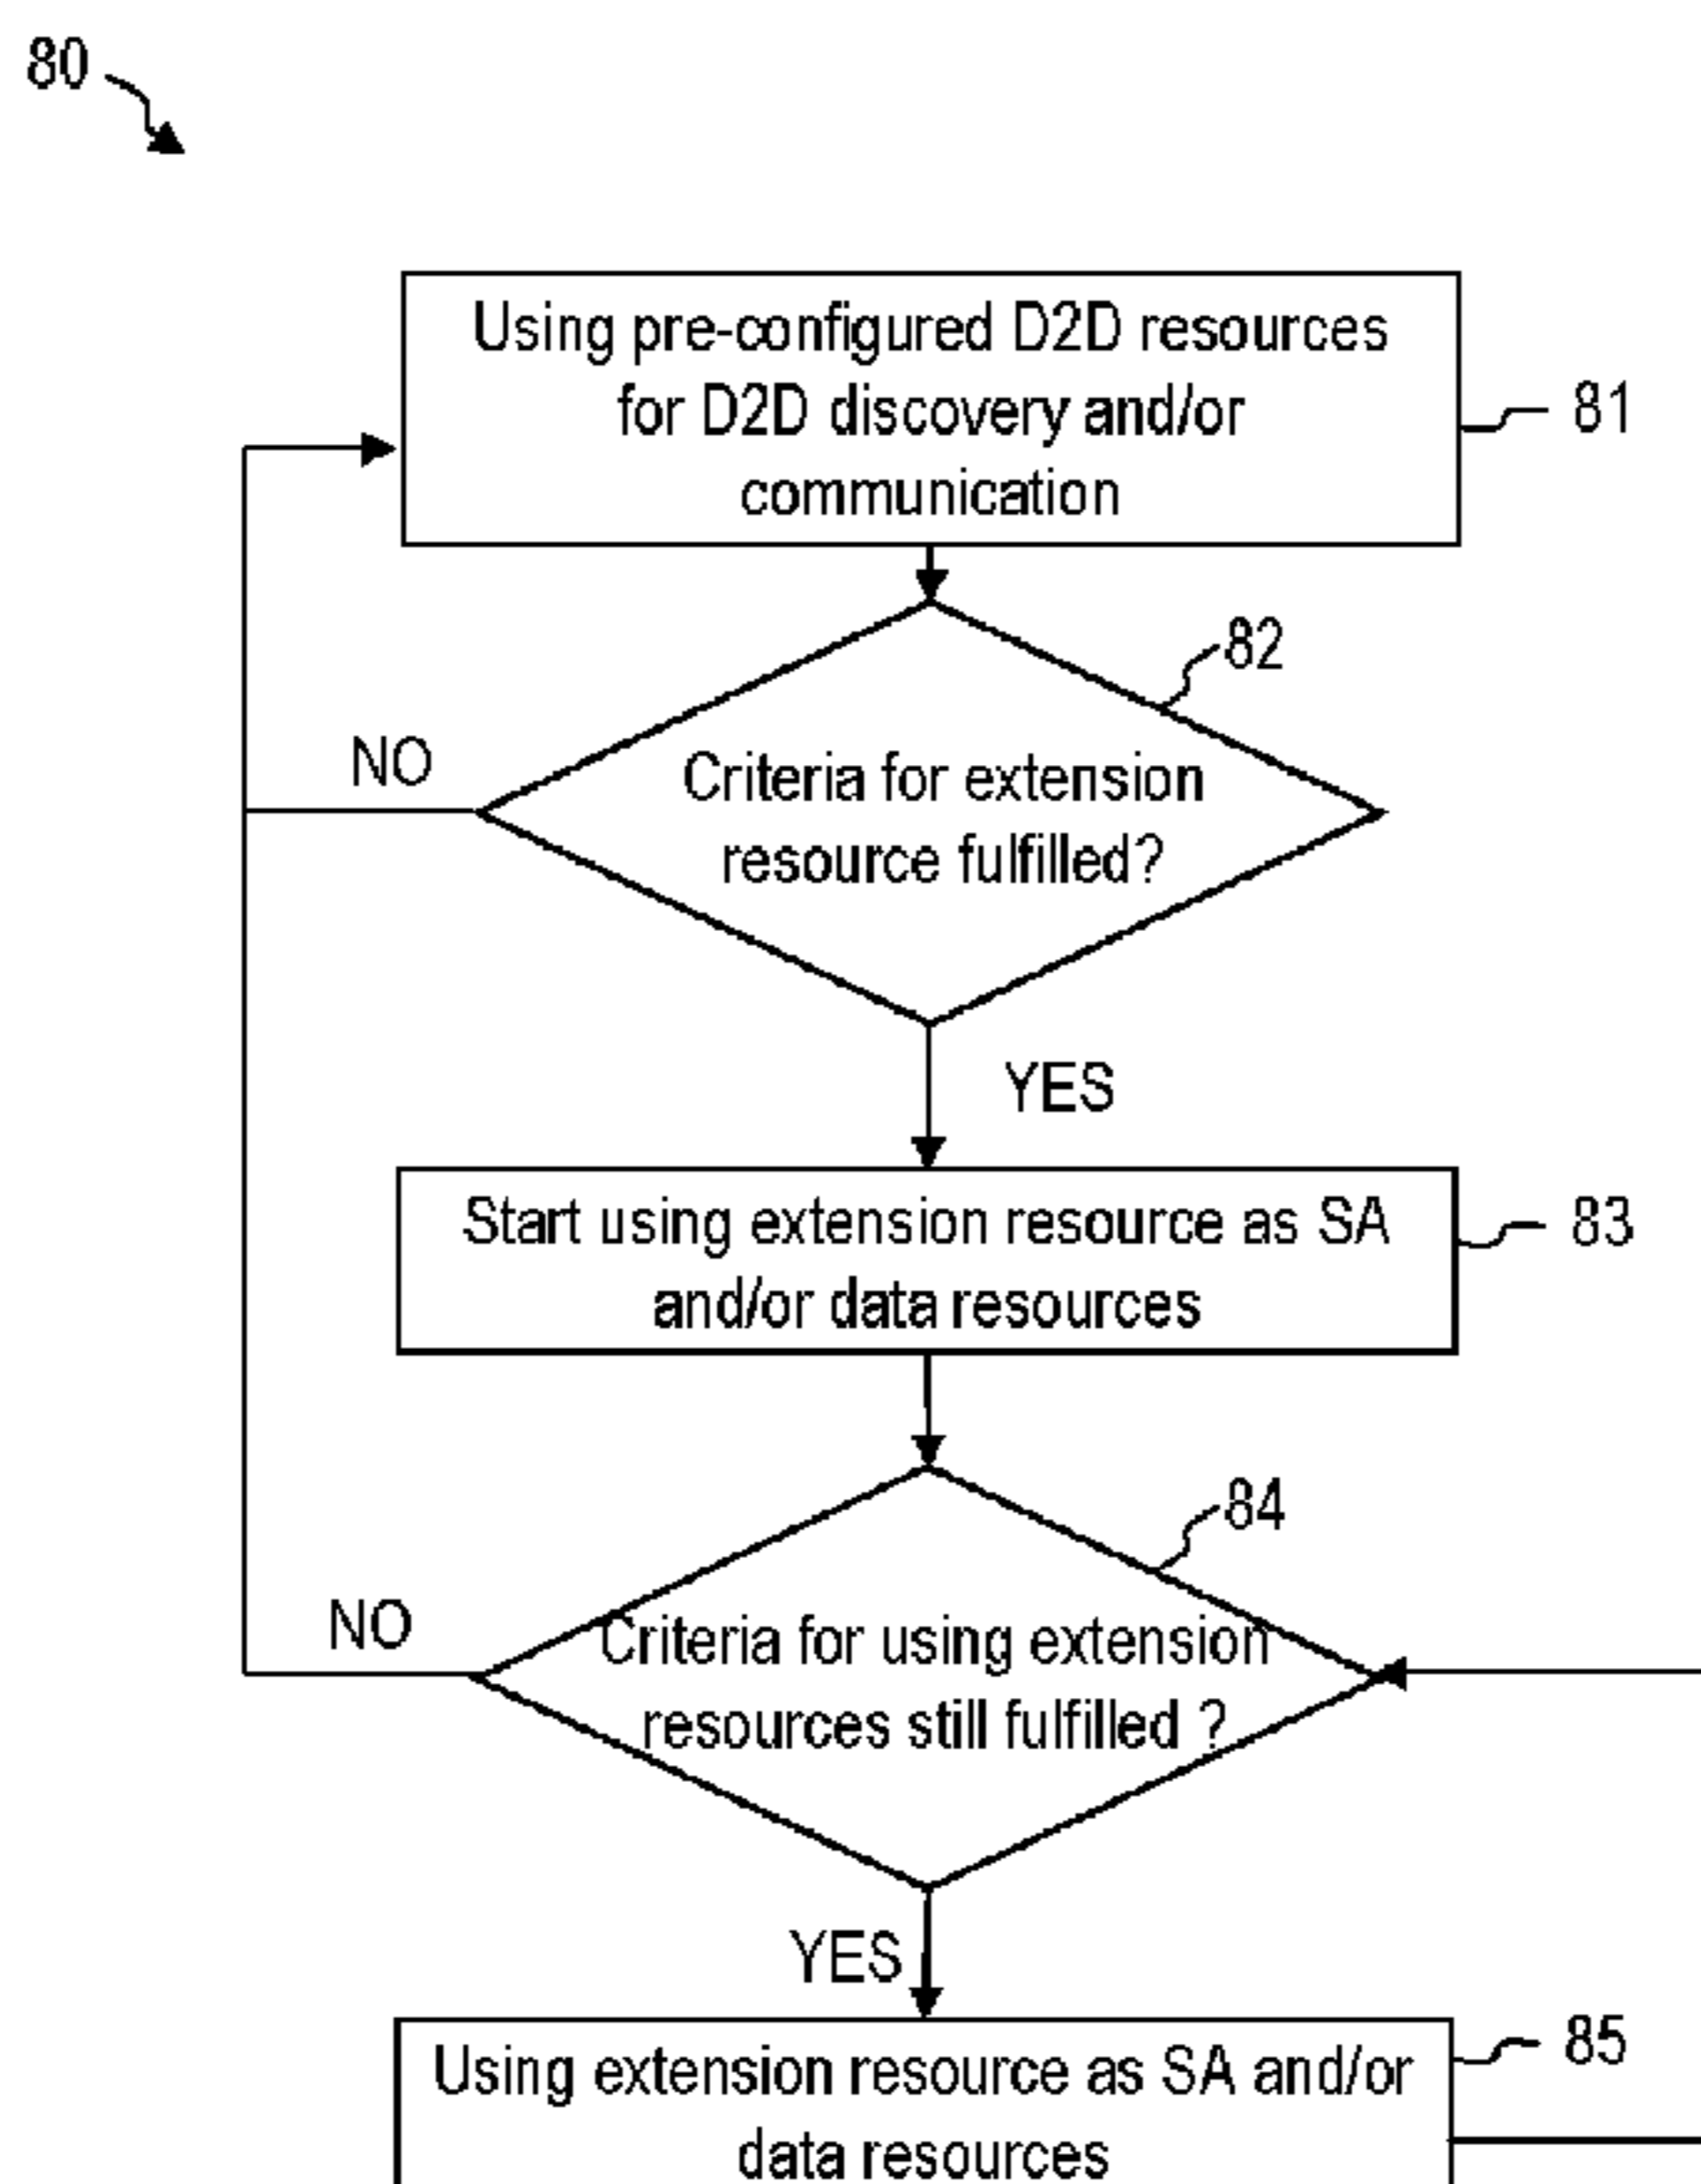 80
Using pre-configured D2D resources
for D2D discovery and/or
communication
81
82
Criteria for extension
resource fulfilled?
NO
YES
Start using extension resource as SA
and/or data resources
83
84
Criteria for using extension
resources still fulfilled ?
NO
YES
Using extension resource as SA and/or
data resources
85